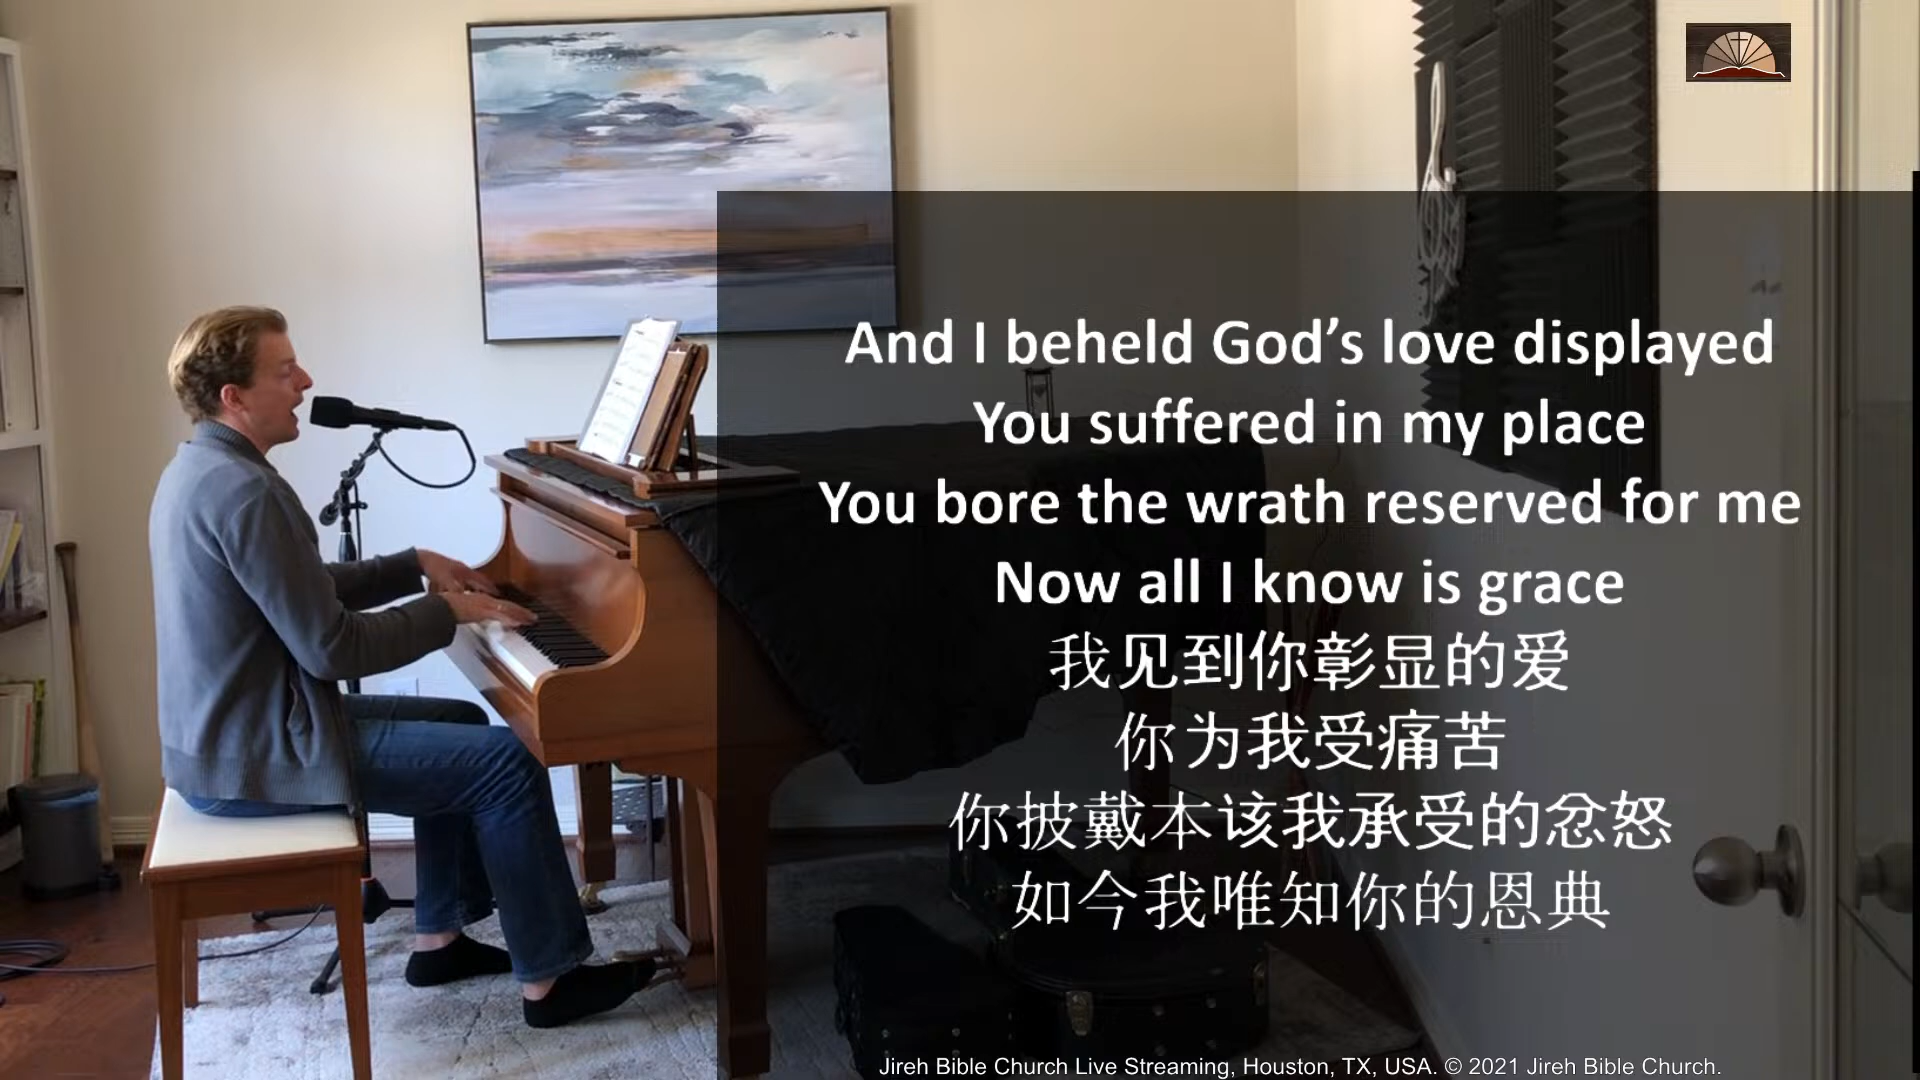 And I beheld God’s love displayed
You suffered in my place
You bore the wrath reserved for me
Now all I know is grace
我见到你彰显的爱
你为我受痛苦
你披戴本该我承受的忿怒
如今我唯知你的恩典
Jireh Bible Church Live Streaming, Houston, TX, USA. © 2021 Jireh Bible Church.